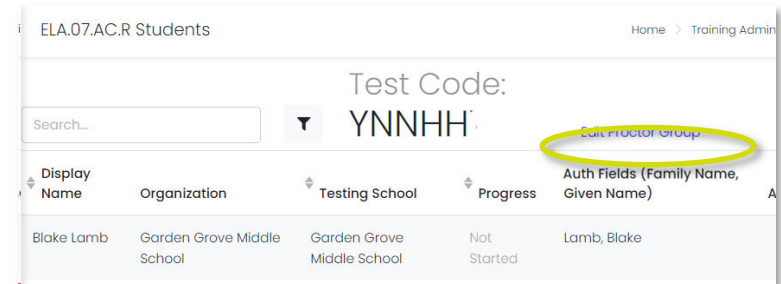 ELA.07.AC.R Students
Home > Training Admin
Test Code:
Search...
YNNHH
Edit Proctor Group
Display Name
Organization
Testing School
Progress
Auth Fields (Family Name, Given Name)
A
Blake Lamb
Garden Grove Middle School
Garden Grove Middle School
Not Started
Lamb, Blake